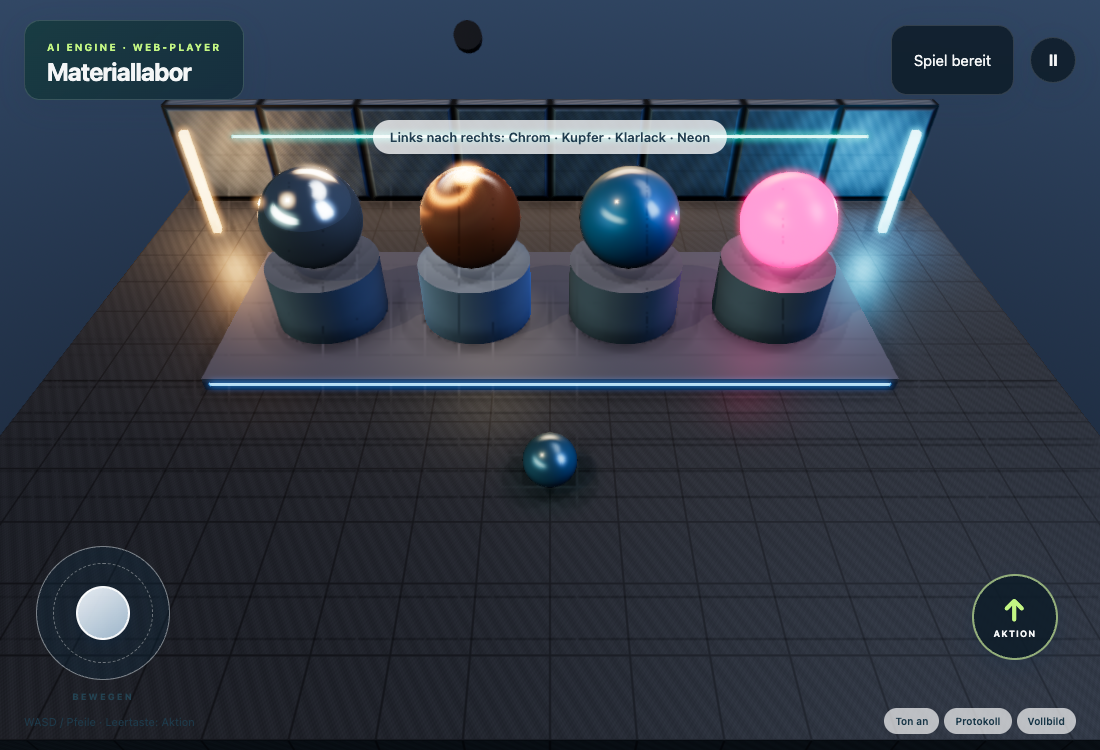 AI ENGINE · WEB-PLAYER
Materiallabor
Spiel bereit
Links nach rechts: Chrom · Kupfer · Klarlack · Neon
AKTION
BEWEGEN
WASD / Pfeile · Leertaste: Aktion
Ton an
Protokoll
Vollbild